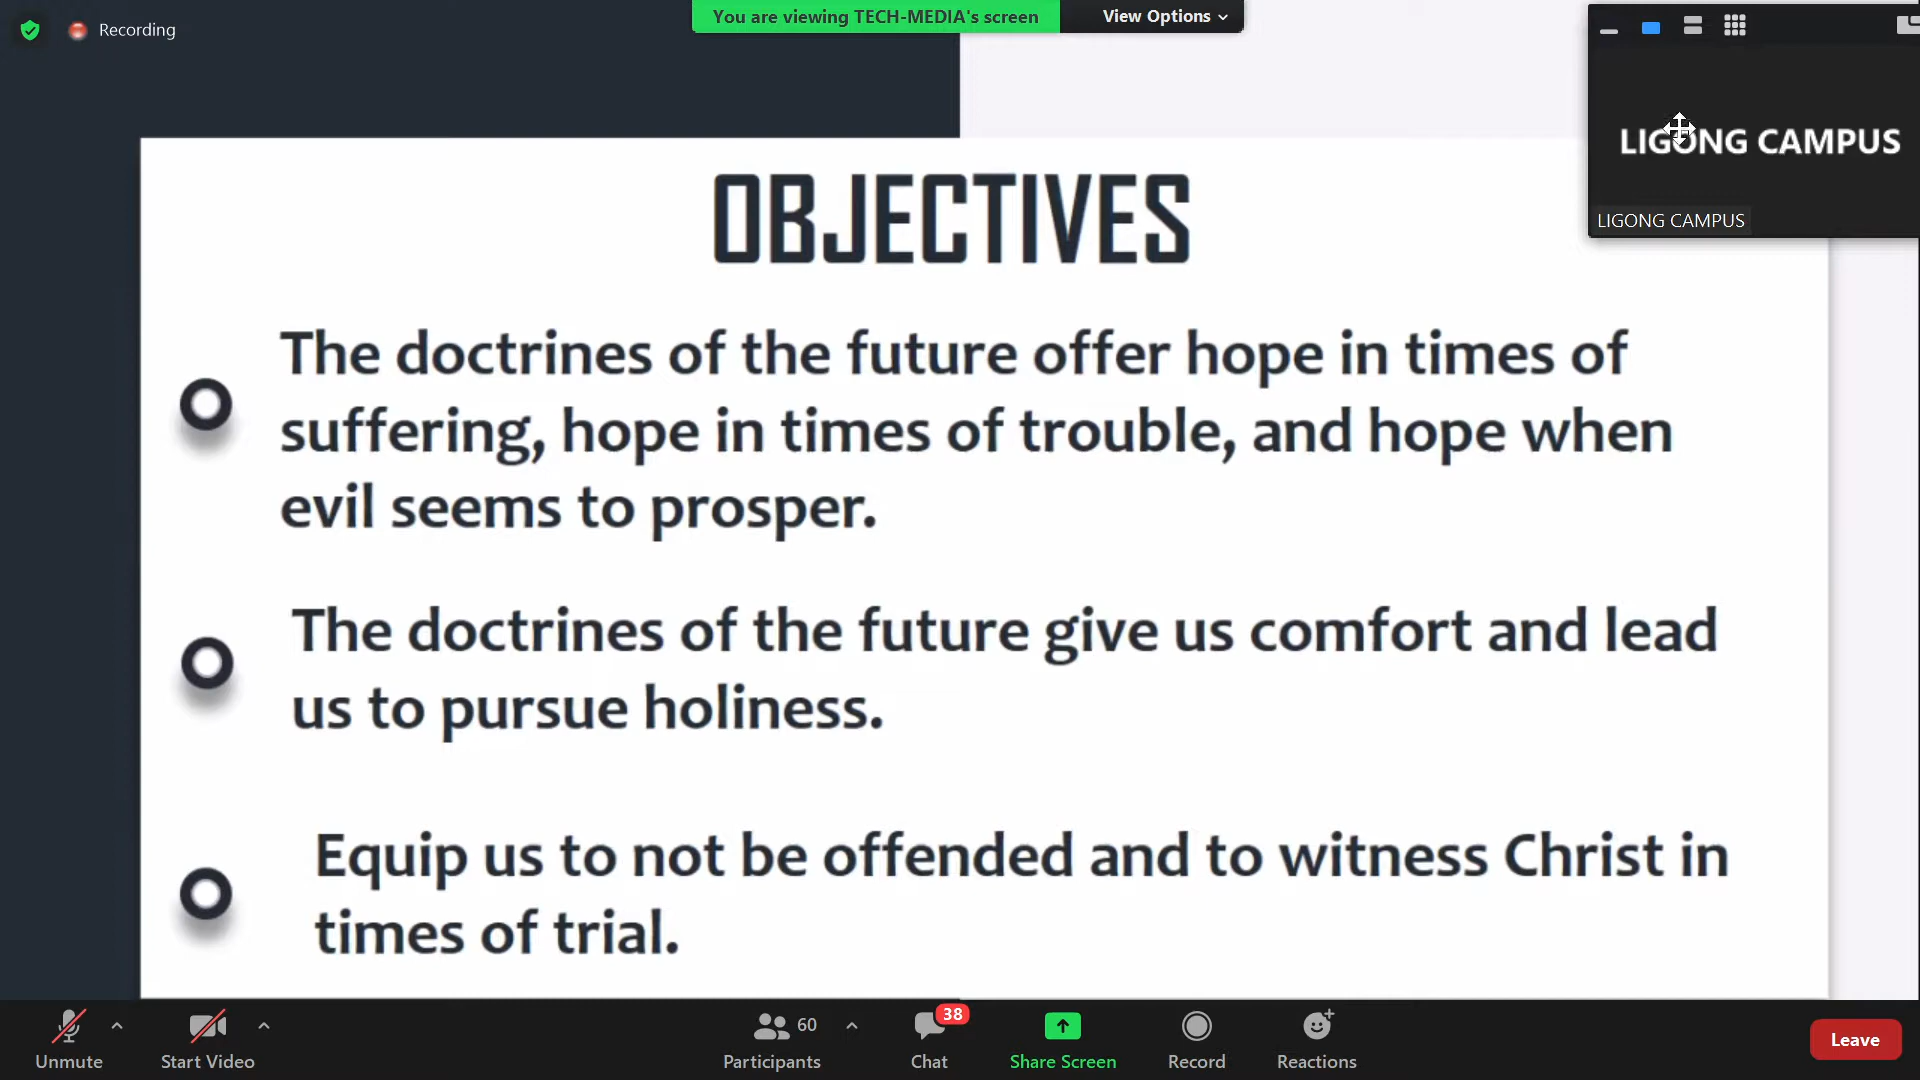 Recording
You are viewing TECH-MEDIA's screen
View Options
LIGONG CAMPUS
LIGONG CAMPUS
OBJECTIVES
The doctrines of the future offer hope in times of
suffering, hope in times of trouble, and hope when
evil seems to prosper.
The doctrines of the future give us comfort and lead
us to pursue holiness.
Equip us to not be offended and to witness Christ in
times of trial.
Unmute
Start Video
60
Participants
38
Chat
Share Screen
Record
Reactions
Leave